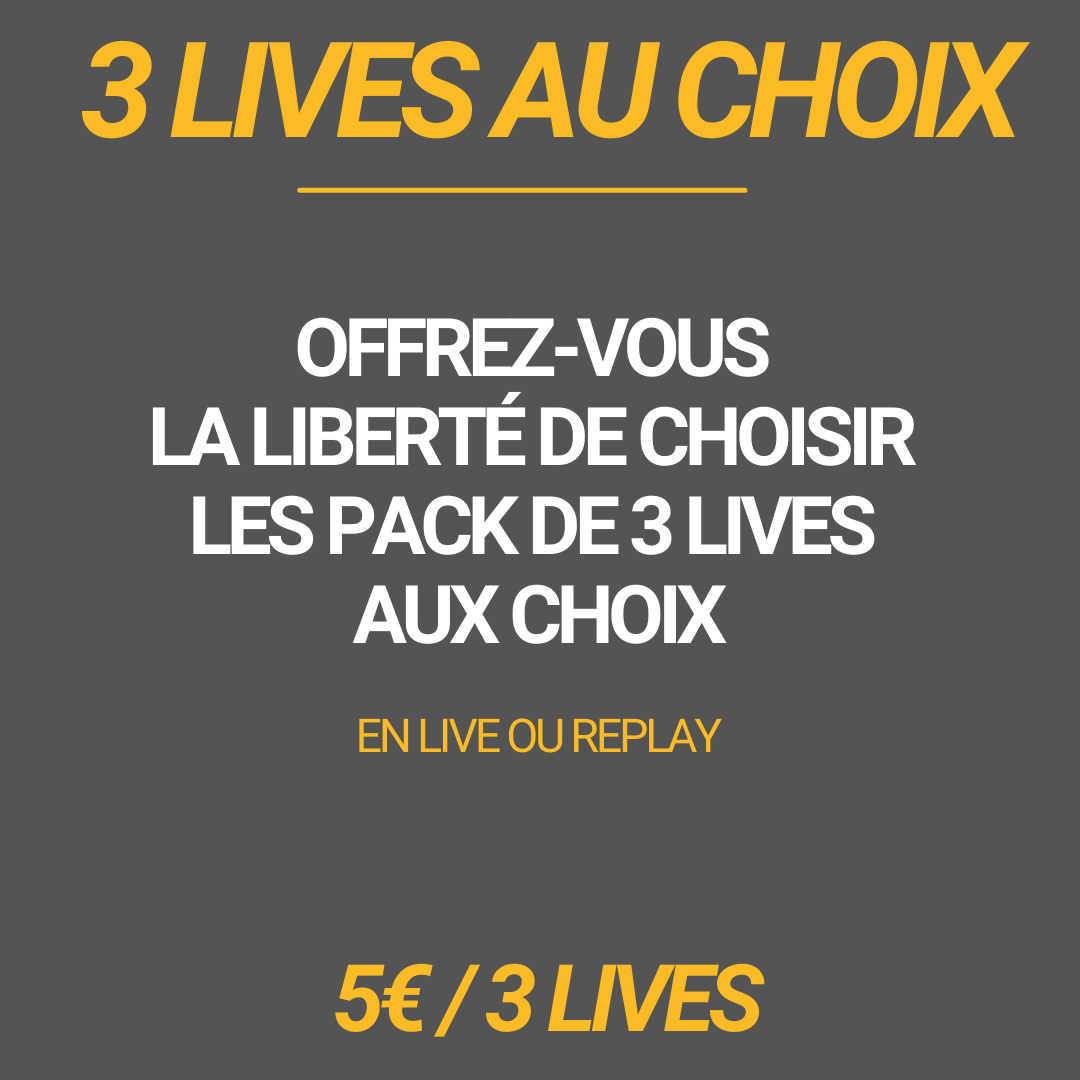 3 LIVES AU CHOIX
OFFREZ-VOUS
LA LIBERTÉ DE CHOISIR
LES PACK DE 3 LIVES
AUX CHOIX
EN LIVE OU REPLAY
5€ / 3 LIVES